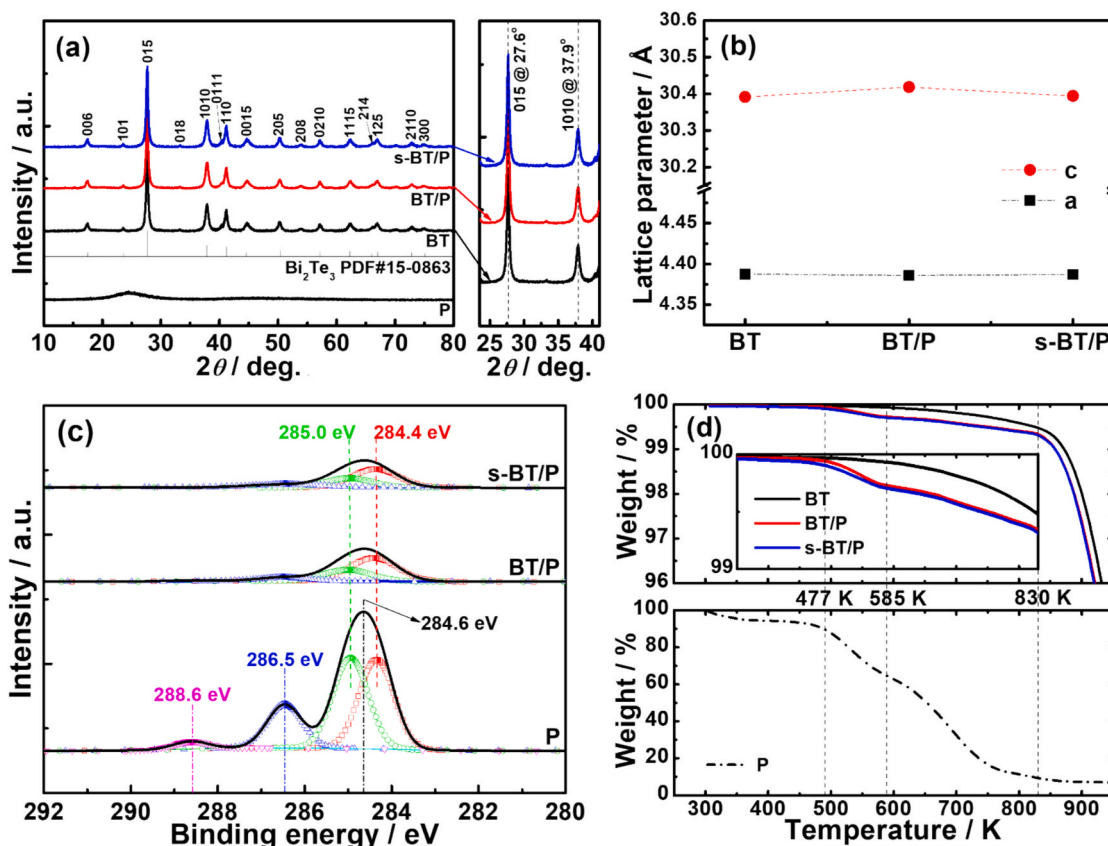 (a)
Intensity / a.u.
006
101
015
018
1010
0111
110
0015
205
208
0210
1115
214
125
2110
300
s-BT/P
BT/P
BT
Bi₂Te₃ PDF#15-0863
P
10 20 30 40 50 60 70 80
2θ / deg.
015 @ 27.6°
1010 @ 37.9°
25 30 35 40
2θ / deg.
(b)
Lattice parameter / Å
30.6
30.5
30.4
30.3
30.2
4.45
4.40
4.35
c
a
BT BT/P s-BT/P
(c)
Intensity / a.u.
285.0 eV
284.4 eV
s-BT/P
BT/P
284.6 eV
286.5 eV
288.6 eV
P
292 290 288 286 284 282 280
Binding energy / eV
(d)
Weight / %
100
99
98
97
96
100
99
BT
BT/P
s-BT/P
477 K 585 K 830 K
Weight / %
100
80
60
40
20
0
P
300 400 500 600 700 800 900
Temperature / K